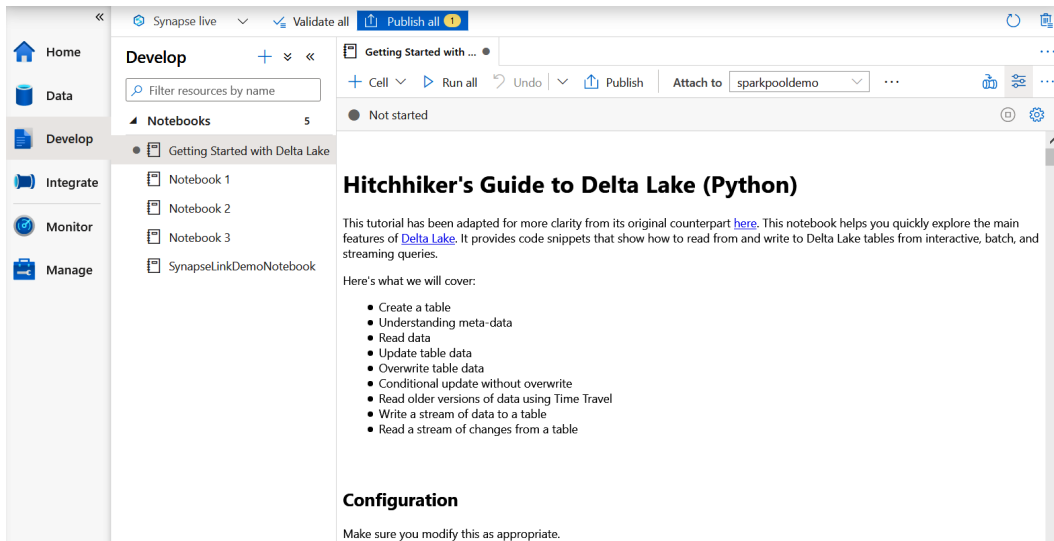 Synapse live
Validate all
Publish all 1
Home
Data
Develop
Integrate
Monitor
Manage
Develop
Filter resources by name
Notebooks 5
Getting Started with Delta Lake
Notebook 1
Notebook 2
Notebook 3
SynapseLinkDemoNotebook
Getting Started with ...
Cell
Run all
Undo
Publish
Attach to
sparkpooldemo
Not started
Hitchhiker's Guide to Delta Lake (Python)
This tutorial has been adapted for more clarity from its original counterpart here. This notebook helps you quickly explore the main
features of Delta Lake. It provides code snippets that show how to read from and write to Delta Lake tables from interactive, batch, and
streaming queries.
Here's what we will cover:
Create a table
Understanding meta-data
Read data
Update table data
Overwrite table data
Conditional update without overwrite
Read older versions of data using Time Travel
Write a stream of data to a table
Read a stream of changes from a table
Configuration
Make sure you modify this as appropriate.